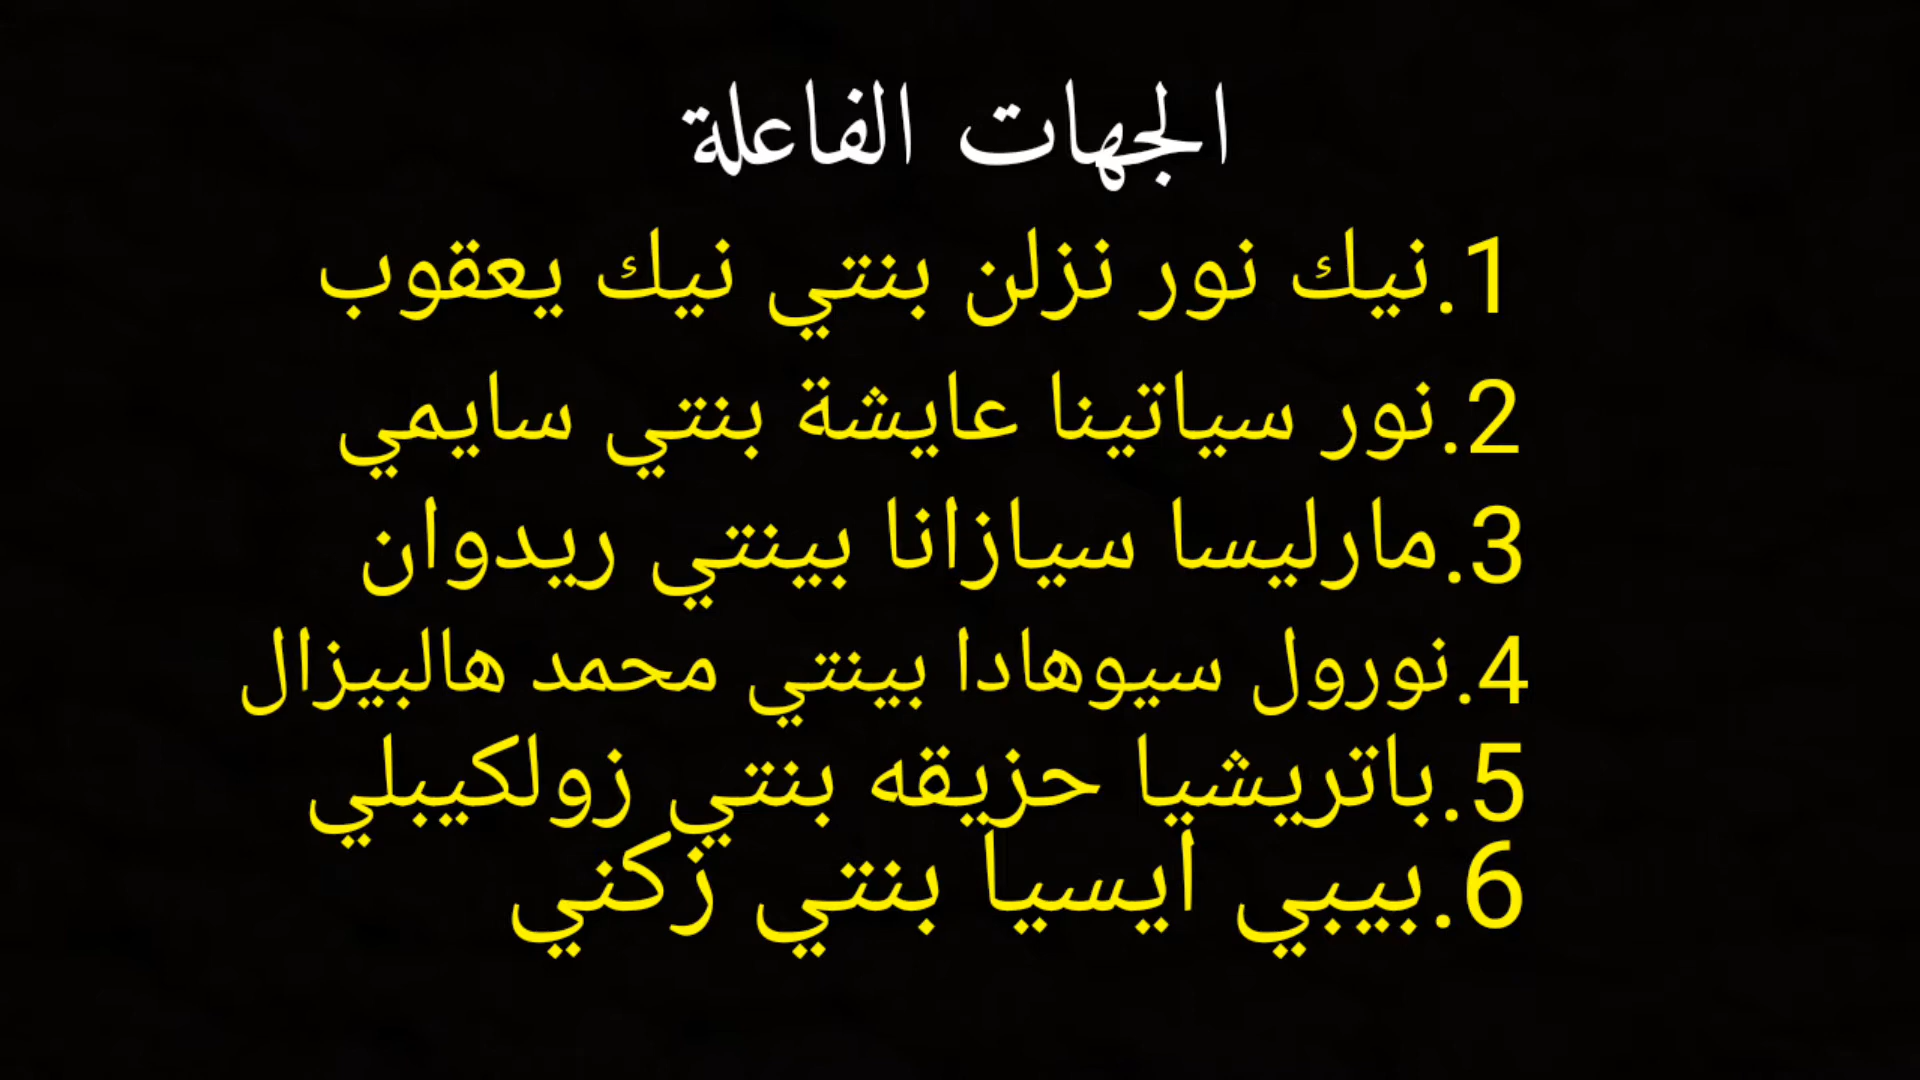 الجهات الفاعلة
1.نيك نور نزلن بنتي نيك يعقوب
2.نور سياتينا عايشة بنتي سايمي
3.مارليسا سيازانا بينتي ريدوان
4.نورول سيوهادا بينتي محمد هالبيزال
5.باتريشيا حزيقه بنتي زولكيبلي
6.بيبي ايسيا بنتي زكني